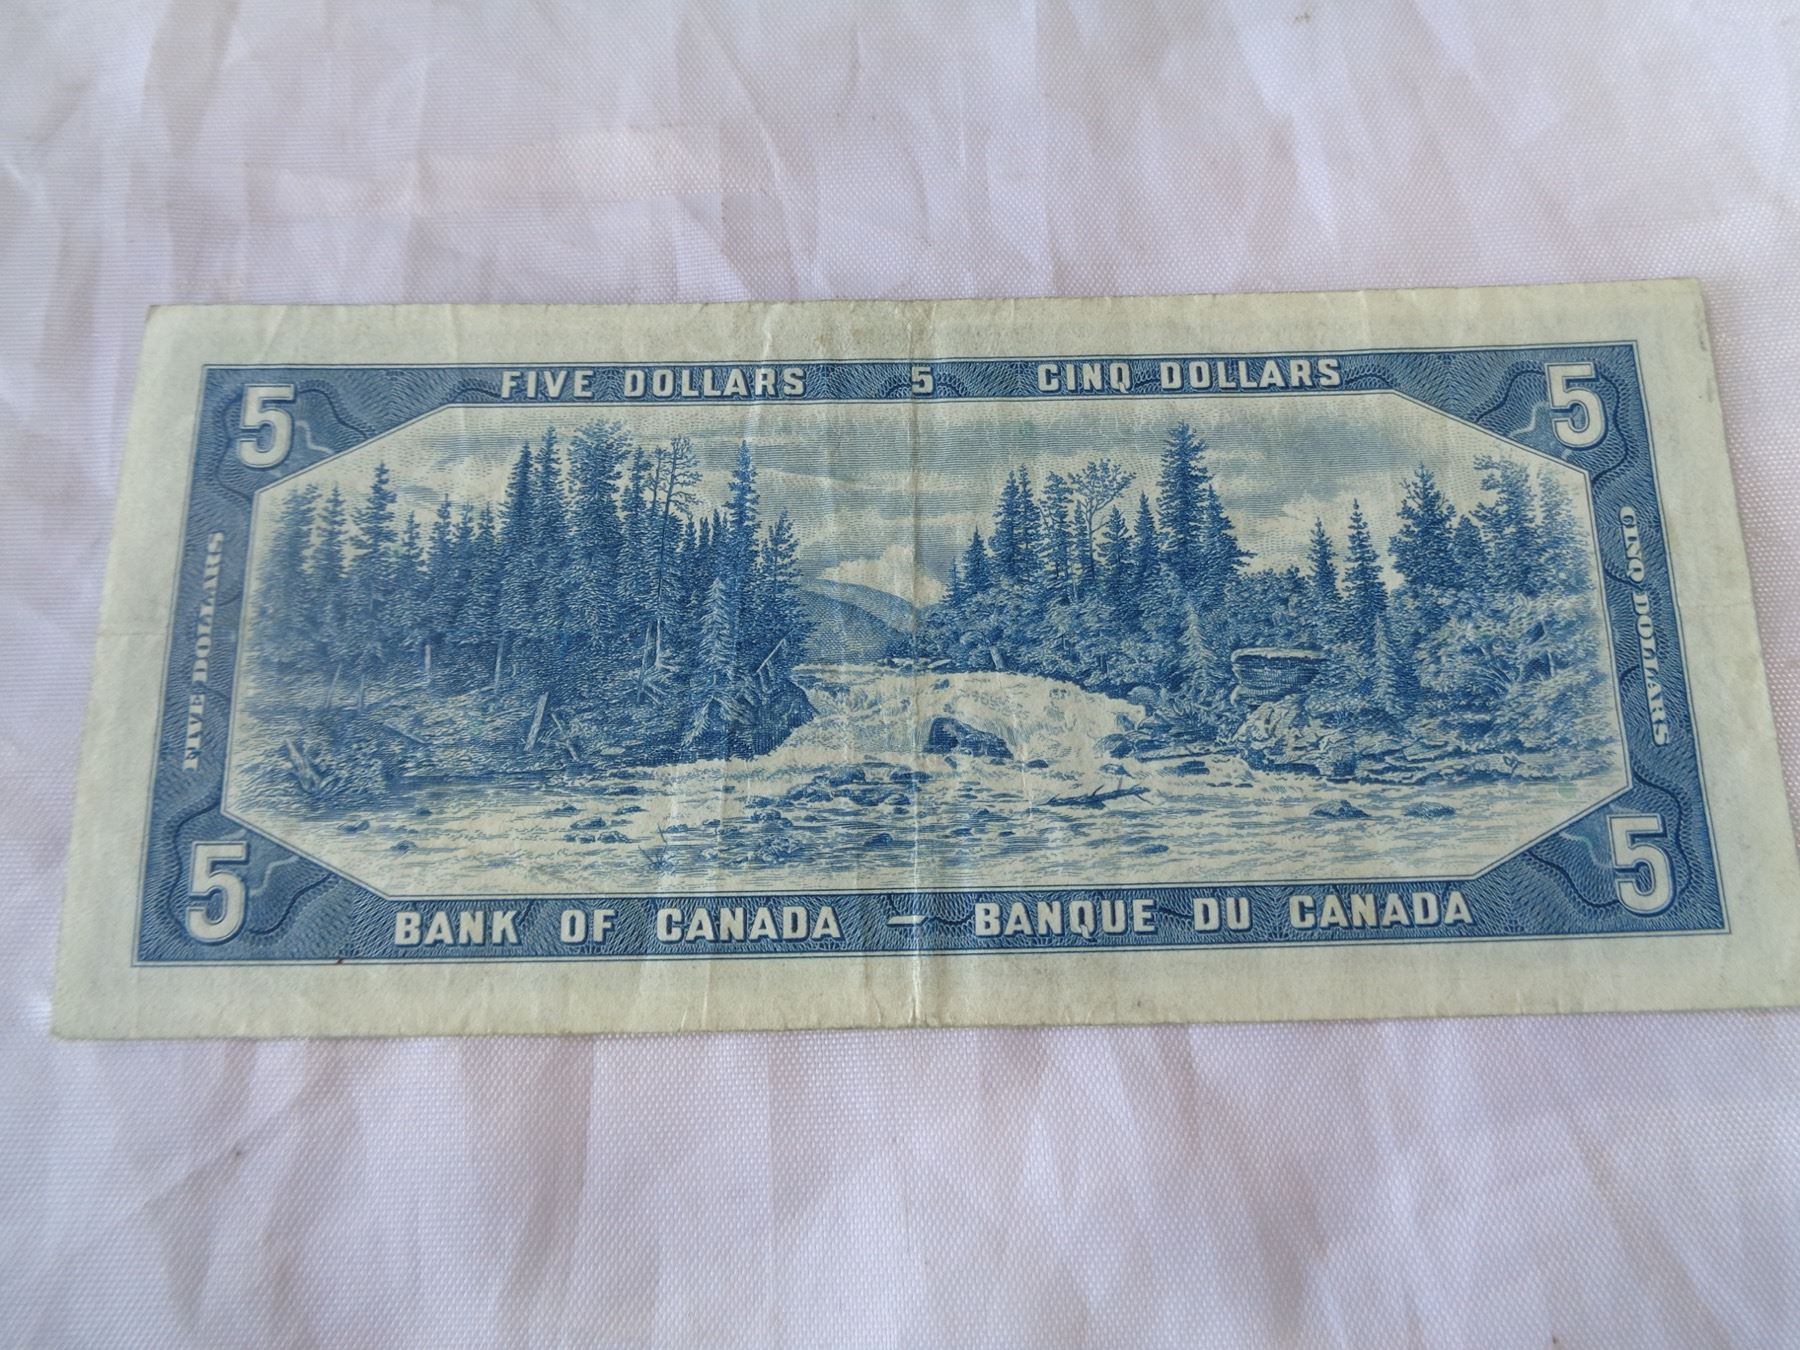 FIVE DOLLARS 5 CINQ DOLLARS
5 5
FIVE DOLLARS
CINQ DOLLARS
5 5
BANK OF CANADA — BANQUE DU CANADA